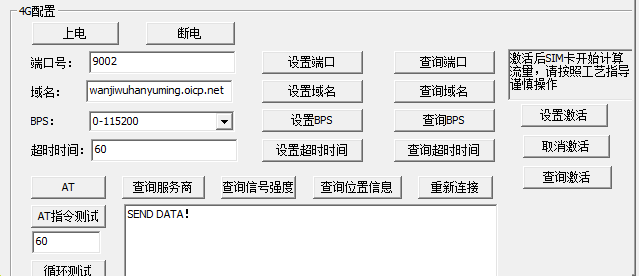 4G配置
上电 断电
端口号: 9002 设置端口 查询端口
域名: wanjiwuhanyuming.oicp.net 设置域名 查询域名
BPS: 0-115200 设置BPS 查询BPS
超时时间: 60 设置超时时间 查询超时时间
激活后SIM卡开始计算
流量，请按照工艺指导
谨慎操作
设置激活
取消激活
查询激活
AT 查询服务商 查询信号强度 查询位置信息 重新连接
AT指令测试
60
循环测试
SEND DATA!